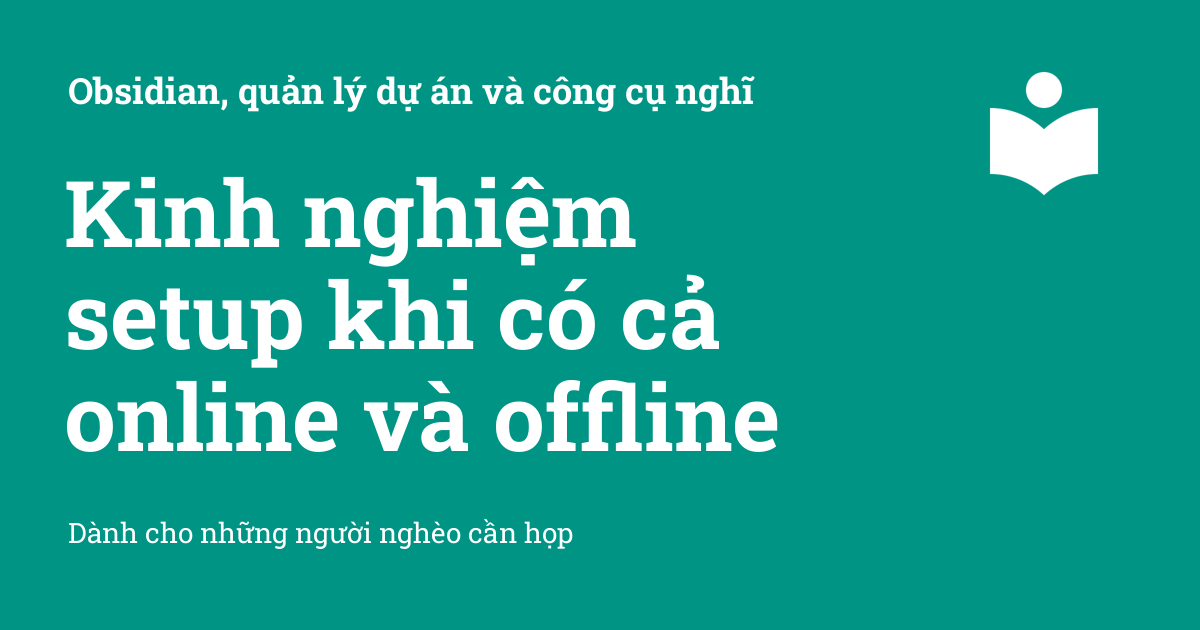 Obsidian, quản lý dự án và công cụ nghĩ
Kinh nghiệm
setup khi có cả
online và offline
Dành cho những người nghèo cần họp